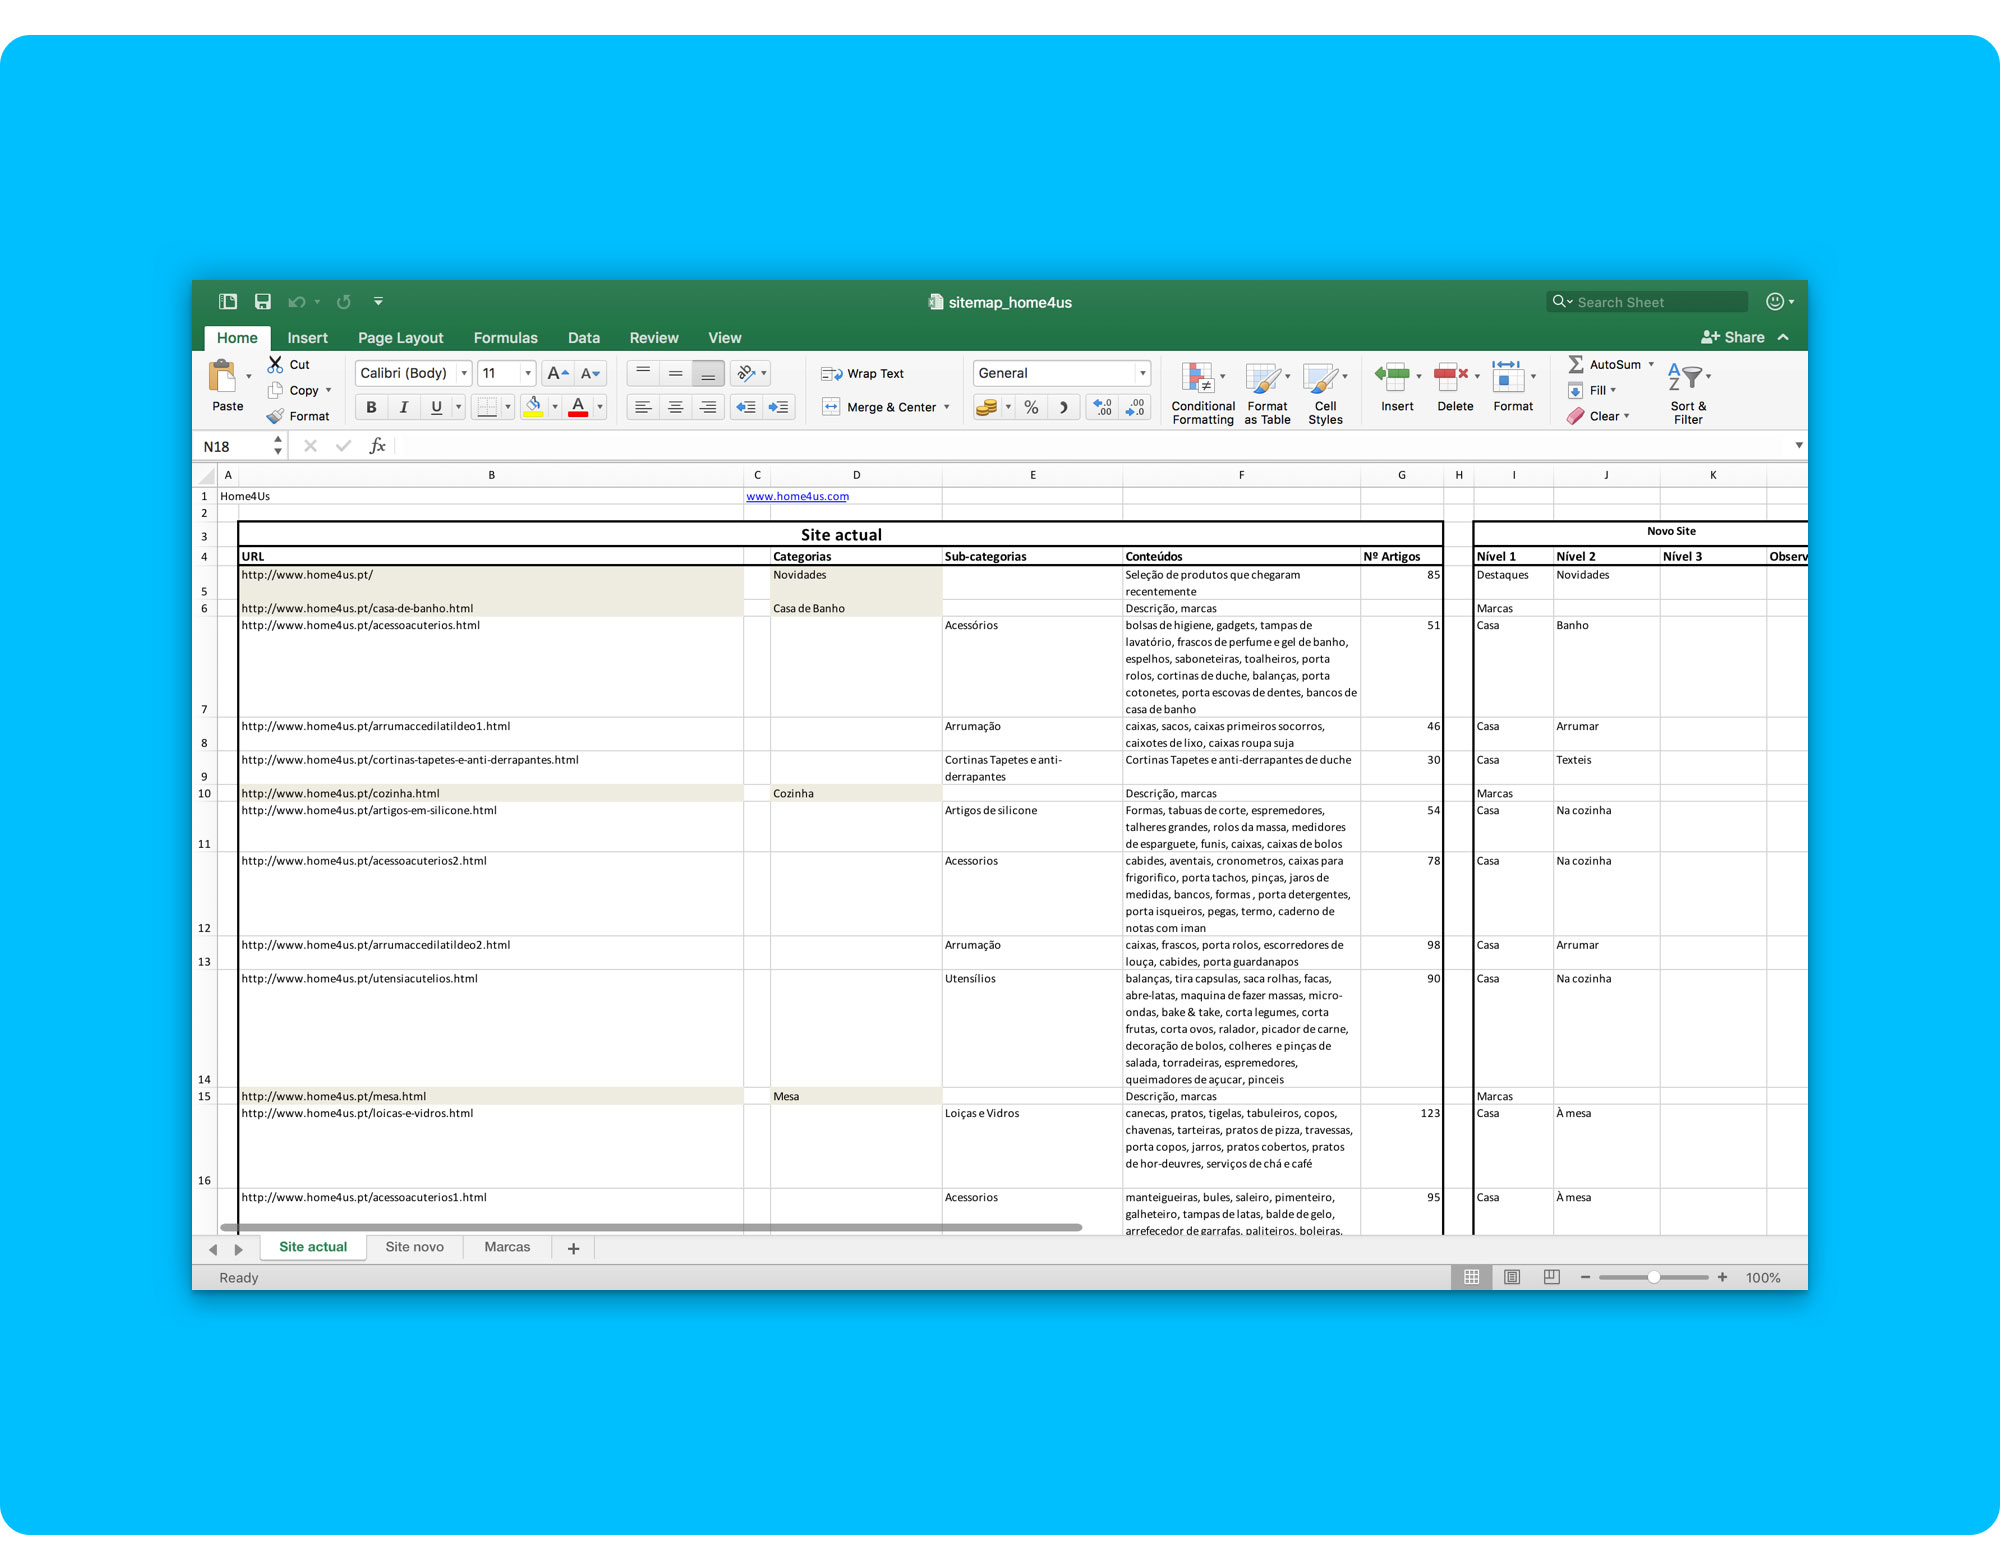 sitemap_home4us
Search Sheet
Home Insert Page Layout Formulas Data Review View
Share
Paste
Cut
Copy
Format
Calibri (Body) 11
B I U A
Wrap Text
Merge & Center
General
%
Conditional Formatting
Format as Table
Cell Styles
Insert
Delete
Format
AutoSum
Fill
Clear
Sort & Filter
N18 fx
A B C D E F G H I J K
1 Home4Us www.home4us.com
2
3 Site actual Novo Site
4 URL Categorias Sub-categorias Conteúdos Nº Artigos Nível 1 Nível 2 Nível 3 Observ
http://www.home4us.pt/ Novidades Seleção de produtos que chegaram 85 Destaques Novidades
5 recentemente
6 http://www.home4us.pt/casa-de-banho.html Casa de Banho Descrição, marcas Marcas
http://www.home4us.pt/acessoacuterios.html Acessórios bolsas de higiene, gadgets, tampas de 51 Casa Banho
lavatório, frascos de perfume e gel de banho,
espelhos, saboneteiras, toalheiros, porta
rolos, cortinas de duche, balanças, porta
cotonetes, porta escovas de dentes, bancos de
7 casa de banho
http://www.home4us.pt/arrumaccedilatildeo1.html Arrumação caixas, sacos, caixas primeiros socorros, 46 Casa Arrumar
8 caixotes de lixo, caixas roupa suja
http://www.home4us.pt/cortinas-tapetes-e-anti-derrapantes.html Cortinas Tapetes e anti- Cortinas Tapetes e anti-derrapantes de duche 30 Casa Texteis
9 derrapantes
10 http://www.home4us.pt/cozinha.html Cozinha Descrição, marcas Marcas
http://www.home4us.pt/artigos-em-silicone.html Artigos de silicone Formas, tabuas de corte, espremedores, 54 Casa Na cozinha
talheres grandes, rolos da massa, medidores
11 de esparguete, funis, caixas, caixas de bolos
http://www.home4us.pt/acessoacuterios2.html Acessorios cabides, aventais, cronometros, caixas para 78 Casa Na cozinha
frigorifico, porta tachos, pinças, jaros de
medidas, bancos, formas , porta detergentes,
porta isqueiros, pegas, termo, caderno de
12 notas com iman
http://www.home4us.pt/arrumaccedilatildeo2.html Arrumação caixas, frascos, porta rolos, escorredores de 98 Casa Arrumar
13 louça, cabides, porta guardanapos
http://www.home4us.pt/utensiacutelios.html Utensílios balanças, tira capsulas, saca rolhas, facas, 90 Casa Na cozinha
abre-latas, maquina de fazer massas, micro-
ondas, bake & take, corta legumes, corta
frutas, corta ovos, ralador, picador de carne,
decoração de bolos, colheres e pinças de
salada, torradeiras, espremedores,
14 queimadores de açucar, pinceis
15 http://www.home4us.pt/mesa.html Mesa Descrição, marcas Marcas
http://www.home4us.pt/loicas-e-vidros.html Loiças e Vidros canecas, pratos, tigelas, tabuleiros, copos, 123 Casa À mesa
chavenas, tarteiras, pratos de pizza, travessas,
porta copos, jarros, pratos cobertos, pratos
de hor-deuvres, serviços de chá e café
16
http://www.home4us.pt/acessoacuterios1.html Acessorios manteigueiras, bules, saleiro, pimenteiro, 95 Casa À mesa
galheteiro, tampas de latas, balde de gelo,
arrefecedor de garrafas, paliteiros, boleiras,
Site actual Site novo Marcas +
Ready 100%